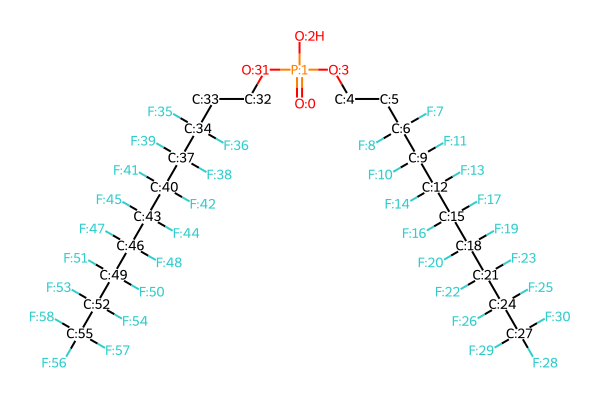 O:2H
O:31 P:1 O:3
C:33 C:32 O:0 C:4 C:5
F:35 F:7
C:34 C:6
F:39 F:36 F:8 F:11
C:37 C:9
F:41 F:38 F:10 F:13
C:40 C:12
F:45 F:42 F:14 F:17
C:43 C:15
F:47 F:44 F:16 F:19
C:46 C:18
F:51 F:48 F:20 F:23
C:49 C:21
F:53 F:50 F:22 F:25
C:52 C:24
F:58 F:54 F:26 F:30
C:55 C:27
F:57 F:29
F:56 F:28